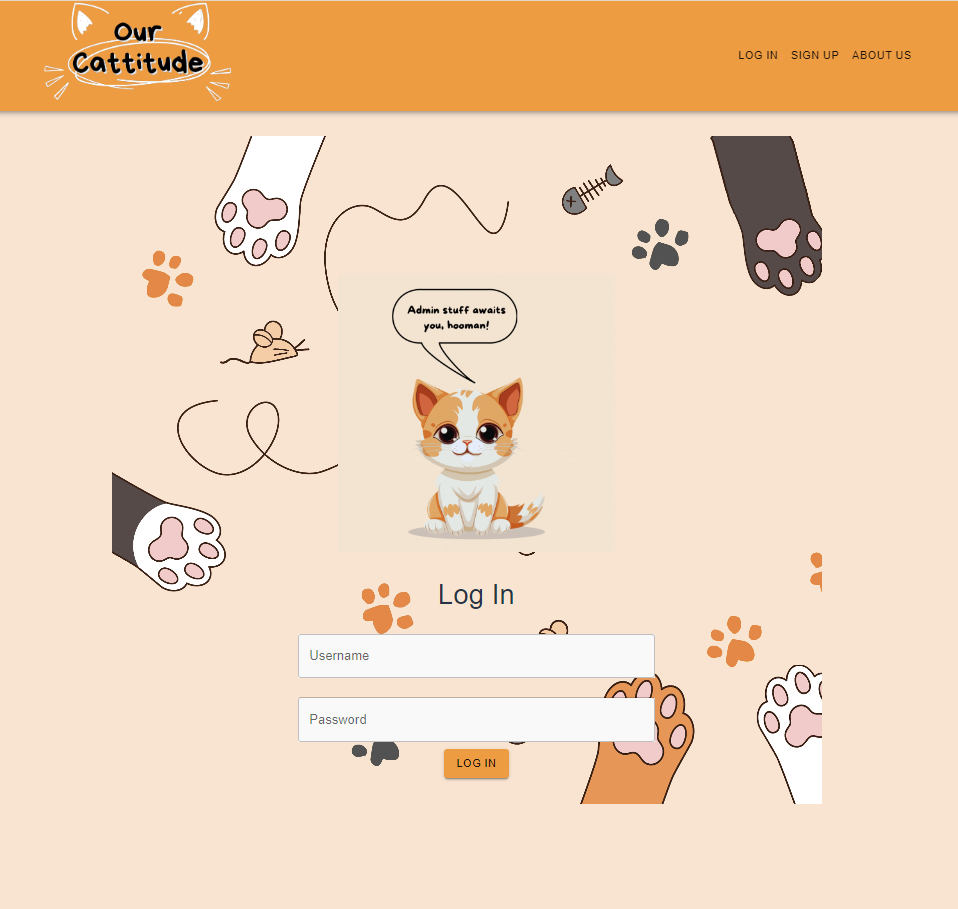 Our
Cattitude
LOG IN SIGN UP ABOUT US
Admin stuff awaits
you, hooman!
Log In
Username
Password
LOG IN